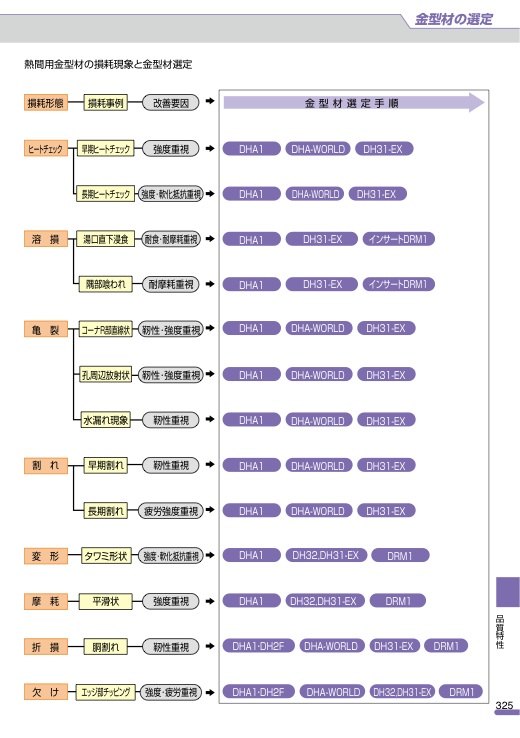 金型材の選定
熱間用金型材の損耗現象と金型材選定
損耗形態 損耗事例 改善要因 金型材選定手順
ヒートチェック 早期ヒートチェック 強度重視 DHA1 DHA-WORLD DH31-EX
長期ヒートチェック 強度・軟化抵抗重視 DHA1 DHA-WORLD DH31-EX
溶損 湯口直下浸食 耐食・耐摩耗重視 DHA1 DH31-EX インサートDRM1
隅部喰われ 耐摩耗重視 DHA1 DH31-EX インサートDRM1
亀裂 コーナR部直線状 靭性・強度重視 DHA1 DHA-WORLD DH31-EX
孔周辺放射状 靭性・強度重視 DHA1 DHA-WORLD DH31-EX
水漏れ現象 靭性重視 DHA1 DHA-WORLD DH31-EX
割れ 早期割れ 靭性重視 DHA1 DHA-WORLD DH31-EX
長期割れ 疲労強度重視 DHA1 DHA-WORLD DH31-EX
変形 タワミ形状 強度・軟化抵抗重視 DHA1 DH32,DH31-EX DRM1
摩耗 平滑状 強度重視 DHA1 DH32,DH31-EX DRM1
折損 胴割れ 靭性重視 DHA1・DH2F DHA-WORLD DH31-EX DRM1
欠け エッジ部チッピング 強度・疲労重視 DHA1・DH2F DHA-WORLD DH32,DH31-EX DRM1
品質特性
325